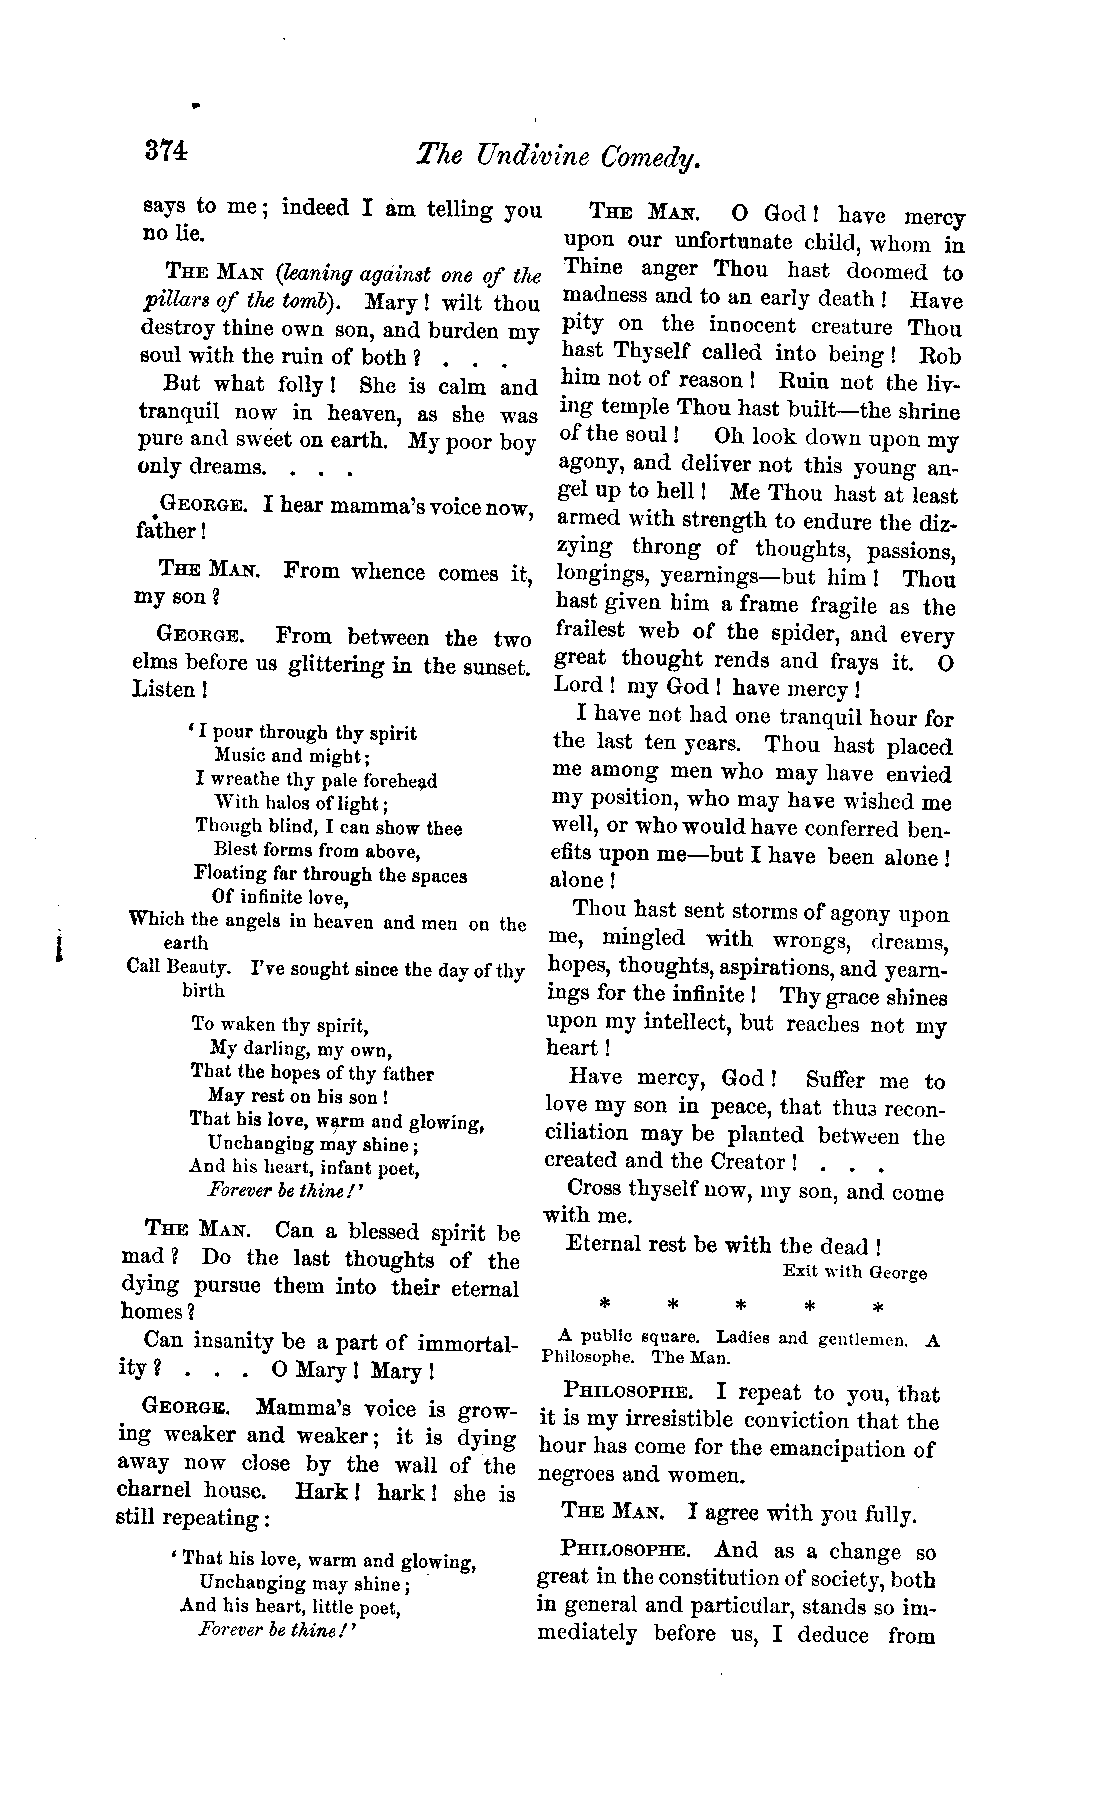 374
The Undivine Comedy.
says to me; indeed I am telling you
no lie.
THE MAN (leaning against one of the
pillars of the tomb). Mary! wilt thou
destroy thine own son, and burden my
soul with the ruin of both? . . .
But what folly! She is calm and
tranquil now in heaven, as she was
pure and sweet on earth. My poor boy
only dreams. . . .
GEORGE. I hear mamma's voice now,
father!
THE MAN. From whence comes it,
my son?
GEORGE. From between the two
elms before us glittering in the sunset.
Listen!
'I pour through thy spirit
Music and might;
I wreathe thy pale forehead
With halos of light;
Though blind, I can show thee
Blest forms from above,
Floating far through the spaces
Of infinite love,
Which the angels in heaven and men on the
earth
Call Beauty. I've sought since the day of thy
birth
To waken thy spirit,
My darling, my own,
That the hopes of thy father
May rest on his son!
That his love, warm and glowing,
Unchanging may shine;
And his heart, infant poet,
Forever be thine!'
THE MAN. Can a blessed spirit be
mad? Do the last thoughts of the
dying pursue them into their eternal
homes?
Can insanity be a part of immortal-
ity? . . . O Mary! Mary!
GEORGE. Mamma's voice is grow-
ing weaker and weaker; it is dying
away now close by the wall of the
charnel house. Hark! hark! she is
still repeating:
'That his love, warm and glowing,
Unchanging may shine;
And his heart, little poet,
Forever be thine!'
THE MAN. O God! have mercy
upon our unfortunate child, whom in
Thine anger Thou hast doomed to
madness and to an early death! Have
pity on the innocent creature Thou
hast Thyself called into being! Rob
him not of reason! Ruin not the liv-
ing temple Thou hast built—the shrine
of the soul! Oh look down upon my
agony, and deliver not this young an-
gel up to hell! Me Thou hast at least
armed with strength to endure the diz-
zying throng of thoughts, passions,
longings, yearnings—but him! Thou
hast given him a frame fragile as the
frailest web of the spider, and every
great thought rends and frays it. O
Lord! my God! have mercy!
I have not had one tranquil hour for
the last ten years. Thou hast placed
me among men who may have envied
my position, who may have wished me
well, or who would have conferred ben-
efits upon me—but I have been alone!
alone!
Thou hast sent storms of agony upon
me, mingled with wrongs, dreams,
hopes, thoughts, aspirations, and yearn-
ings for the infinite! Thy grace shines
upon my intellect, but reaches not my
heart!
Have mercy, God! Suffer me to
love my son in peace, that thus recon-
ciliation may be planted between the
created and the Creator! . . .
Cross thyself now, my son, and come
with me.
Eternal rest be with the dead!
Exit with George
* * * * *
A public square. Ladies and gentlemen. A
Philosophe. The Man.
PHILOSOPHE. I repeat to you, that
it is my irresistible conviction that the
hour has come for the emancipation of
negroes and women.
THE MAN. I agree with you fully.
PHILOSOPHE. And as a change so
great in the constitution of society, both
in general and particular, stands so im-
mediately before us, I deduce from